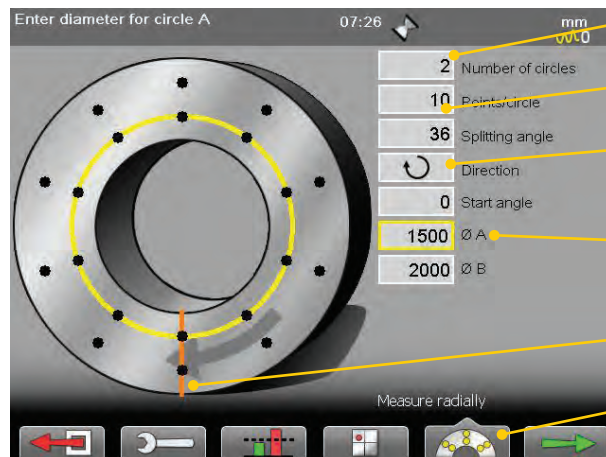 Enter diameter for circle A 07:26 mm
0
2 Number of circles
10 Points/circle
36 Splitting angle
Direction
0 Start angle
1500 Ø A
2000 Ø B
Measure radially